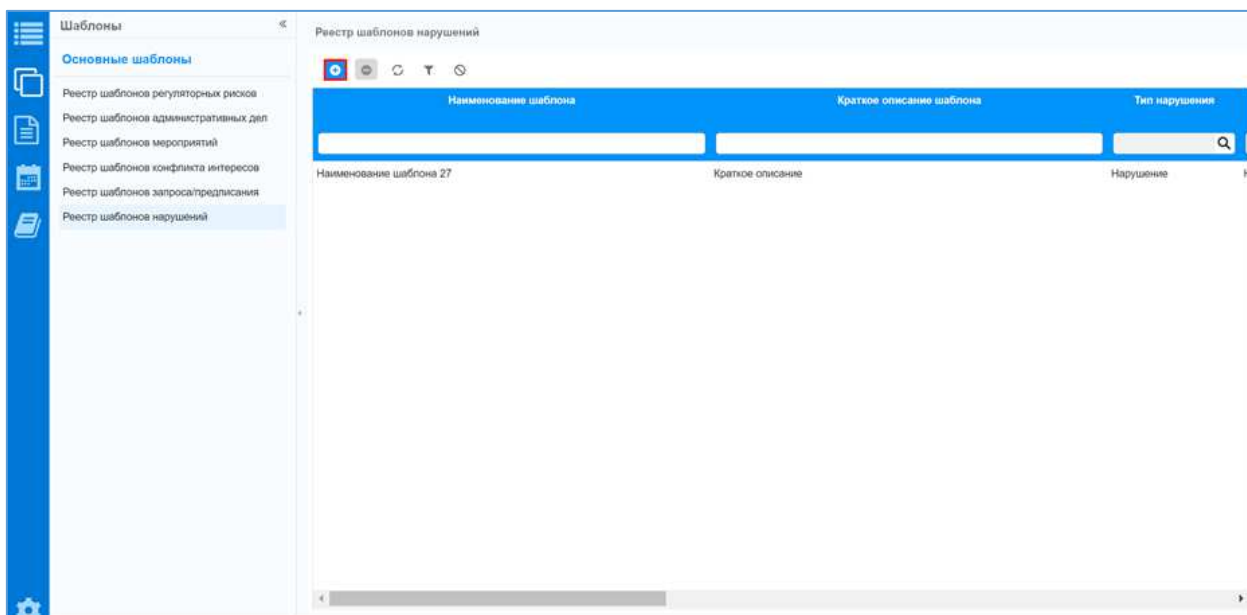 Шаблоны
Основные шаблоны
Реестр шаблонов регуляторных рисков
Реестр шаблонов административных дел
Реестр шаблонов мероприятий
Реестр шаблонов конфликта интересов
Реестр шаблонов запроса/предписания
Реестр шаблонов нарушений
Реестр шаблонов нарушений
Наименование шаблона Краткое описание шаблона Тип нарушения
Наименование шаблона 27 Краткое описание Нарушение